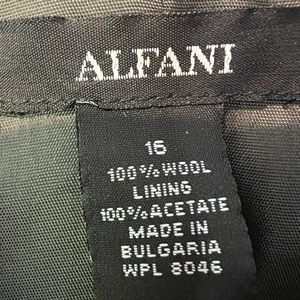 ALFANI
16
100% WOOL
LINING
100% ACETATE
MADE IN
BULGARIA
WPL 8046